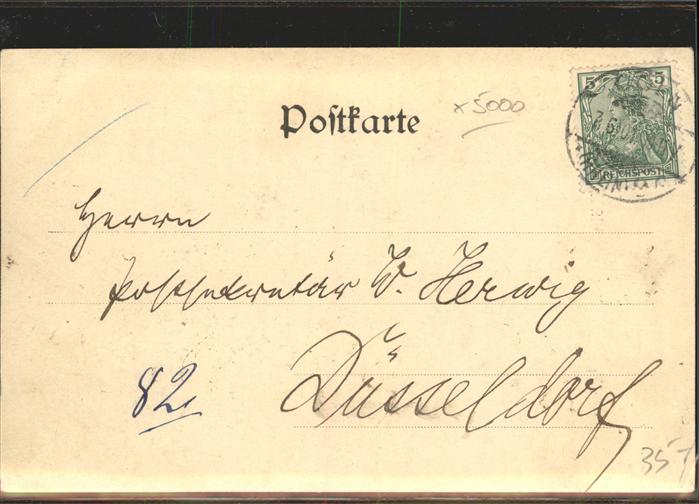 Postkarte
x5000
5 5
REICHSPOST
Herrn
Postsekretär W. Herwig
82
Düsseldorf
35